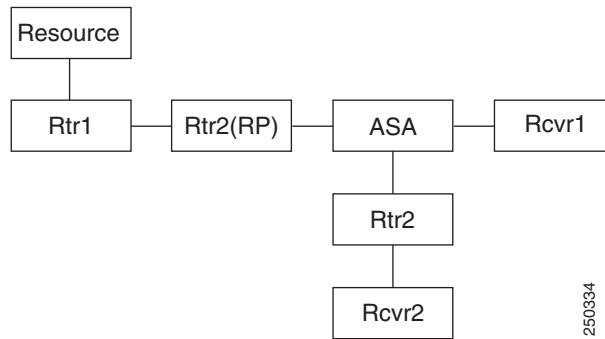 Resource
Rtr1
Rtr2(RP)
ASA
Rcvr1
Rtr2
Rcvr2
250334